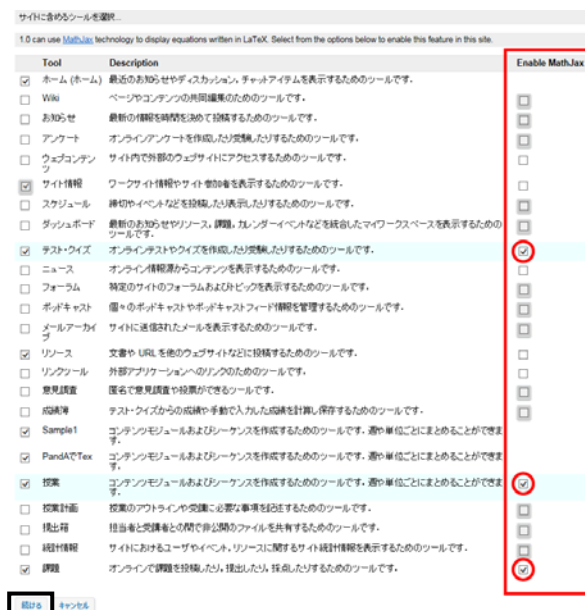 サイトに含めるツールを選択...
1.0 can use MathJax technology to display equations written in LaTeX. Select from the options below to enable this feature in this site.
Tool Description Enable MathJax
ホーム (ホーム) 最近のお知らせやディスカッション，チャットアイテムを表示するためのツールです．
Wiki ページやコンテンツの共同編集のためのツールです．
お知らせ 最新の情報を時間を決めて投稿するためのツールです．
アンケート オンラインアンケートを作成したり受験したりするためのツールです．
ウェブコンテン サイト内で外部のウェブサイトにアクセスするためのツールです．
ツ
サイト情報 ワークサイト情報やサイト参加者を表示するためのツールです．
スケジュール 締切やイベントなどを投稿したり表示したりするためのツールです．
ダッシュボード 最新のお知らせやリソース，課題，カレンダーイベントなどを統合したマイワークスペースを表示するための
ツールです．
テスト・クイズ オンラインテストやクイズを作成したり受験したりするためのツールです．
ニュース オンライン情報源からコンテンツを表示するためのツールです．
フォーラム 特定のサイトのフォーラムおよびトピックを表示するためのツールです．
ポッドキャスト 個々のポッドキャストやポッドキャストフィード情報を管理するためのツールです．
メールアーカイ サイトに送信されたメールを表示するためのツールです．
ブ
リソース 文書や URL を他のウェブサイトなどに投稿するためのツールです．
リンクツール 外部アプリケーションへのリンクのためのツールです．
意見調査 匿名で意見調査や投票ができるツールです．
成績簿 テスト・クイズからの成績や手動で入力した成績を計算し保存するためのツールです．
Sample1 コンテンツモジュールおよびシーケンスを作成するためのツールです．週や単位ごとにまとめることができま
す．
PandAでTex コンテンツモジュールおよびシーケンスを作成するためのツールです．週や単位ごとにまとめることができま
す．
授業 コンテンツモジュールおよびシーケンスを作成するためのツールです．週や単位ごとにまとめることができま
す．
授業計画 授業のアウトラインや受講に必要な事項を記述するためのツールです．
提出箱 担当者と受講者との間で非公開のファイルを共有するためのツールです．
統計情報 サイトにおけるユーザやイベント，リソースに関するサイト統計情報を表示するためのツールです．
課題 オンラインで課題を投稿したり，提出したり，採点したりするためのツールです．
続ける キャンセル